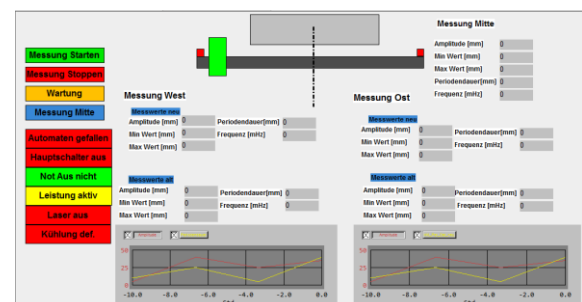 Messung Mitte
Amplitude [mm] 0
Min Wert [mm] 0
Max Wert [mm] 0
Periodendauer[mm] 0
Frequenz [mHz] 0
Messung Starten
Messung Stoppen
Wartung
Messung Mitte
Automaten gefallen
Hauptschalter aus
Not Aus nicht
Leistung aktiv
Laser aus
Kühlung def.
Messung West
Messwerte neu
Amplitude [mm] 0 Periodendauer[mm] 0
Min Wert [mm] 0 Frequenz [mHz] 0
Max Wert [mm] 0
Messwerte alt
Amplitude [mm] 0 Periodendauer[mm] 0
Min Wert [mm] 0 Frequenz [mHz] 0
Max Wert [mm] 0
50
25
0
-10.0 -8.0 -6.0 -4.0 -2.0 0.0
Messung Ost
Messwerte neu
Amplitude [mm] 0 Periodendauer[mm] 0
Min Wert [mm] 0 Frequenz [mHz] 0
Max Wert [mm] 0
Messwerte alt
Amplitude [mm] 0 Periodendauer[mm] 0
Min Wert [mm] 0 Frequenz [mHz] 0
Max Wert [mm] 0
50
25
0
-10.0 -8.0 -6.0 -4.0 -2.0 0.0